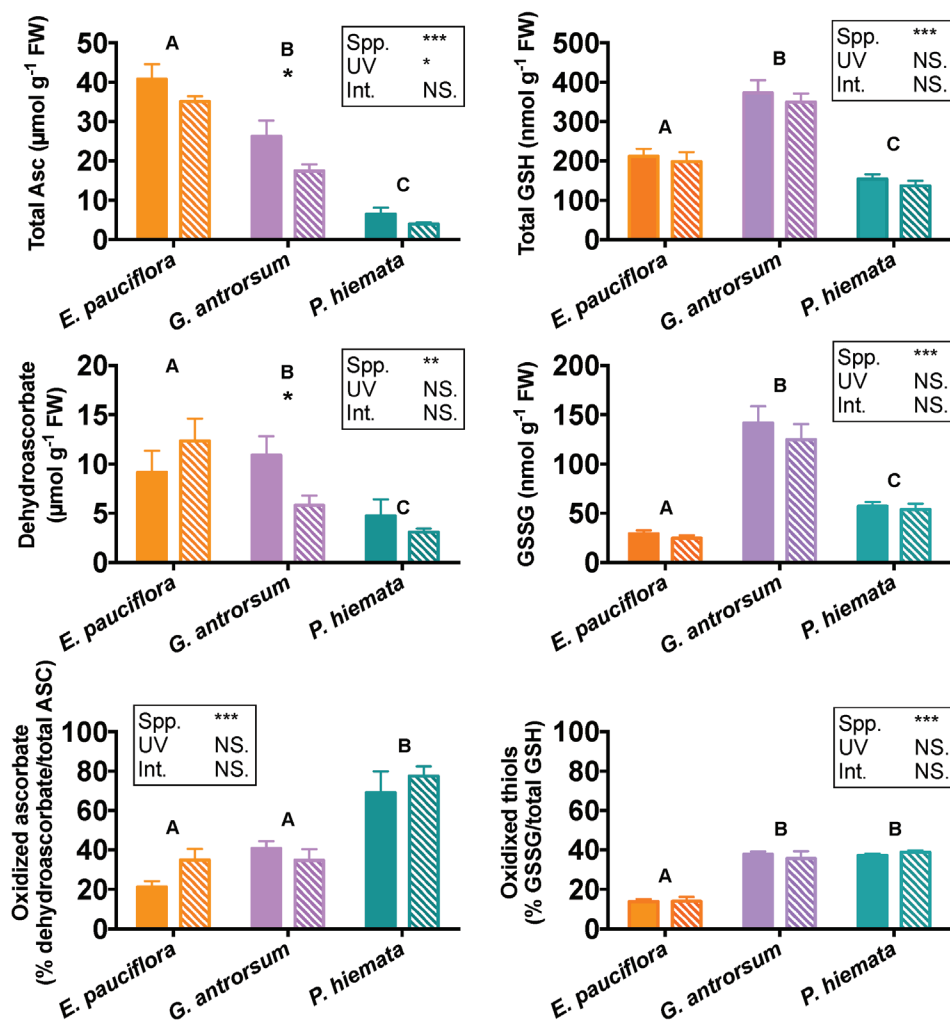 Total Asc (µmol g⁻¹ FW)
50
40
30
20
10
0
A
B
*
C
Spp. ***
UV *
Int. NS.
E. pauciflora
G. antrorsum
P. hiemata
Total GSH (nmol g⁻¹ FW)
500
400
300
400
100
0
A
B
C
Spp. ***
UV NS.
Int. NS.
E. pauciflora
G. antrorsum
P. hiemata
Dehydroascorbate
(µmol g⁻¹ FW)
20
15
10
5
0
A
B
*
C
Spp. **
UV NS.
Int. NS.
E. pauciflora
G. antrorsum
P. hiemata
GSSG (nmol g⁻¹ FW)
200
150
100
50
0
A
B
C
Spp. ***
UV NS.
Int. NS.
E. pauciflora
G. antrorsum
P. hiemata
Oxidized ascorbate
(% dehydroascorbate/total ASC)
100
80
60
40
20
0
Spp. ***
UV NS.
Int. NS.
A
A
B
E. pauciflora
G. antrorsum
P. hiemata
Oxidixed thiols
(% GSSG/total GSH)
100
80
60
40
20
0
A
B
B
Spp. ***
UV NS.
Int. NS.
E. pauciflora
G. antrorsum
P. hiemata